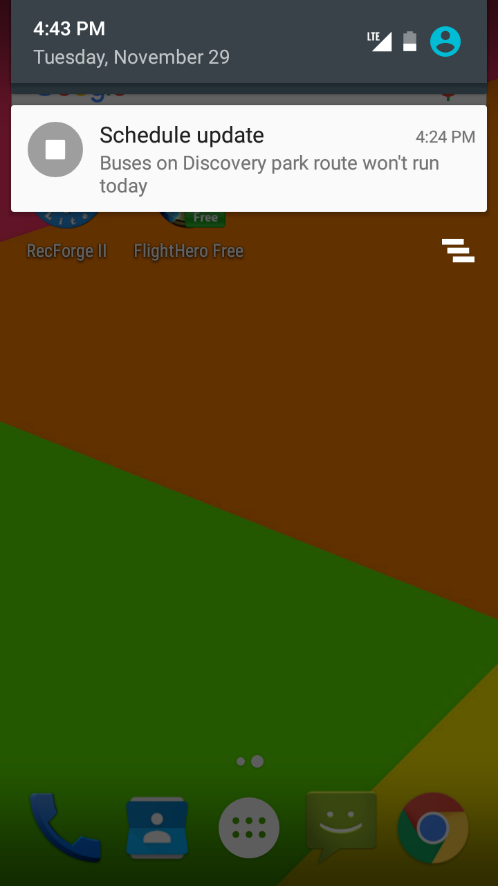 4:43 PM
LTE
Tuesday, November 29
Schedule update
4:24 PM
Buses on Discovery park route won't run
today
Free
RecForge II
FlightHero Free